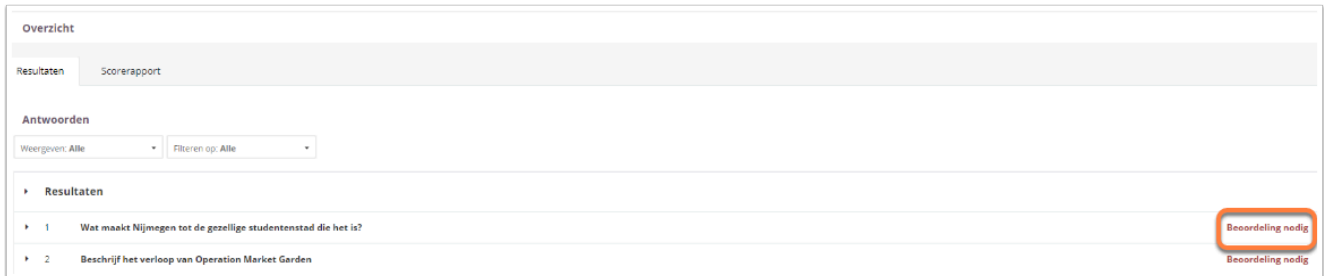 Overzicht
Resultaten Scorerapport
Antwoorden
Weergeven: Alle Filteren op: Alle
Resultaten
1 Wat maakt Nijmegen tot de gezellige studentenstad die het is? Beoordeling nodig
2 Beschrijf het verloop van Operation Market Garden Beoordeling nodig